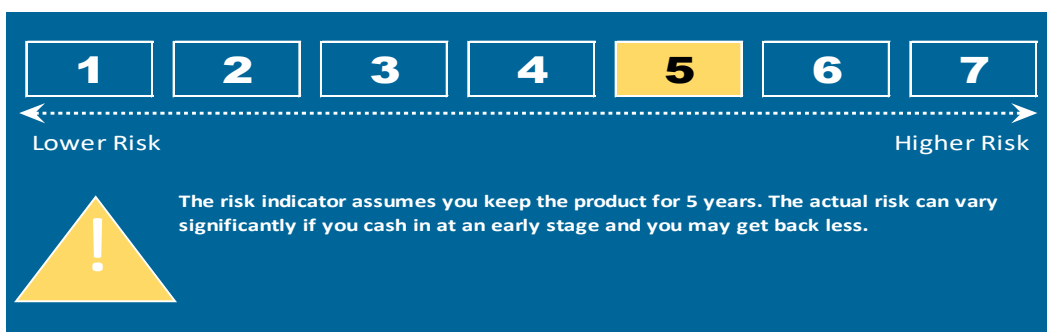 1 2 3 4 5 6 7
Lower Risk Higher Risk
The risk indicator assumes you keep the product for 5 years. The actual risk can vary
significantly if you cash in at an early stage and you may get back less.
!